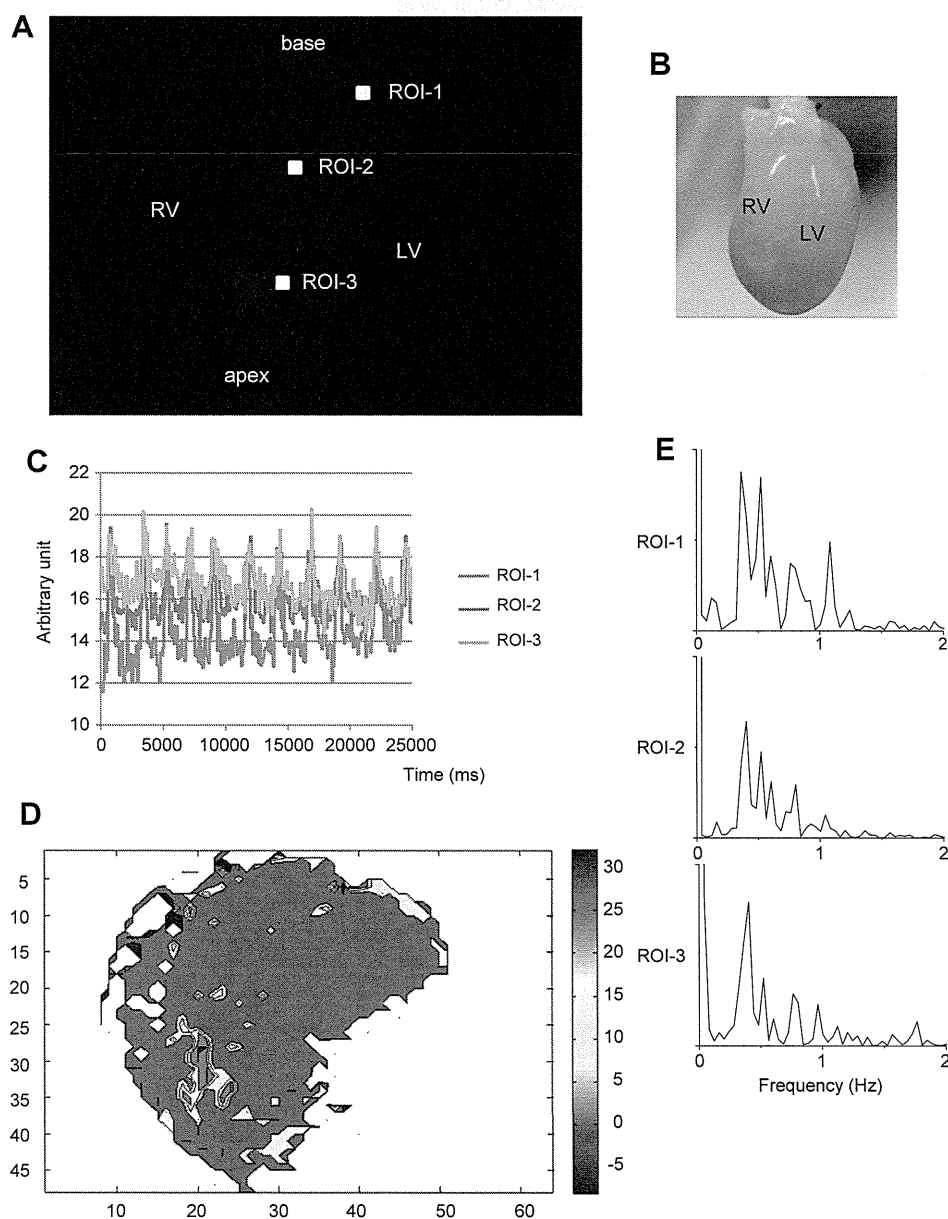 A
base
ROI-1
ROI-2
RV
LV
ROI-3
apex
B
RV
LV
C
22
20
18
16
14
12
10
Arbitrary unit
0 5000 10000 15000 20000 25000
Time (ms)
ROI-1
ROI-2
ROI-3
D
5
10
15
20
25
30
35
40
45
10 20 30 40 50 60
30
25
20
15
10
5
0
-5
E
ROI-1
0 1 2
ROI-2
0 1 2
ROI-3
0 1 2
Frequency (Hz)